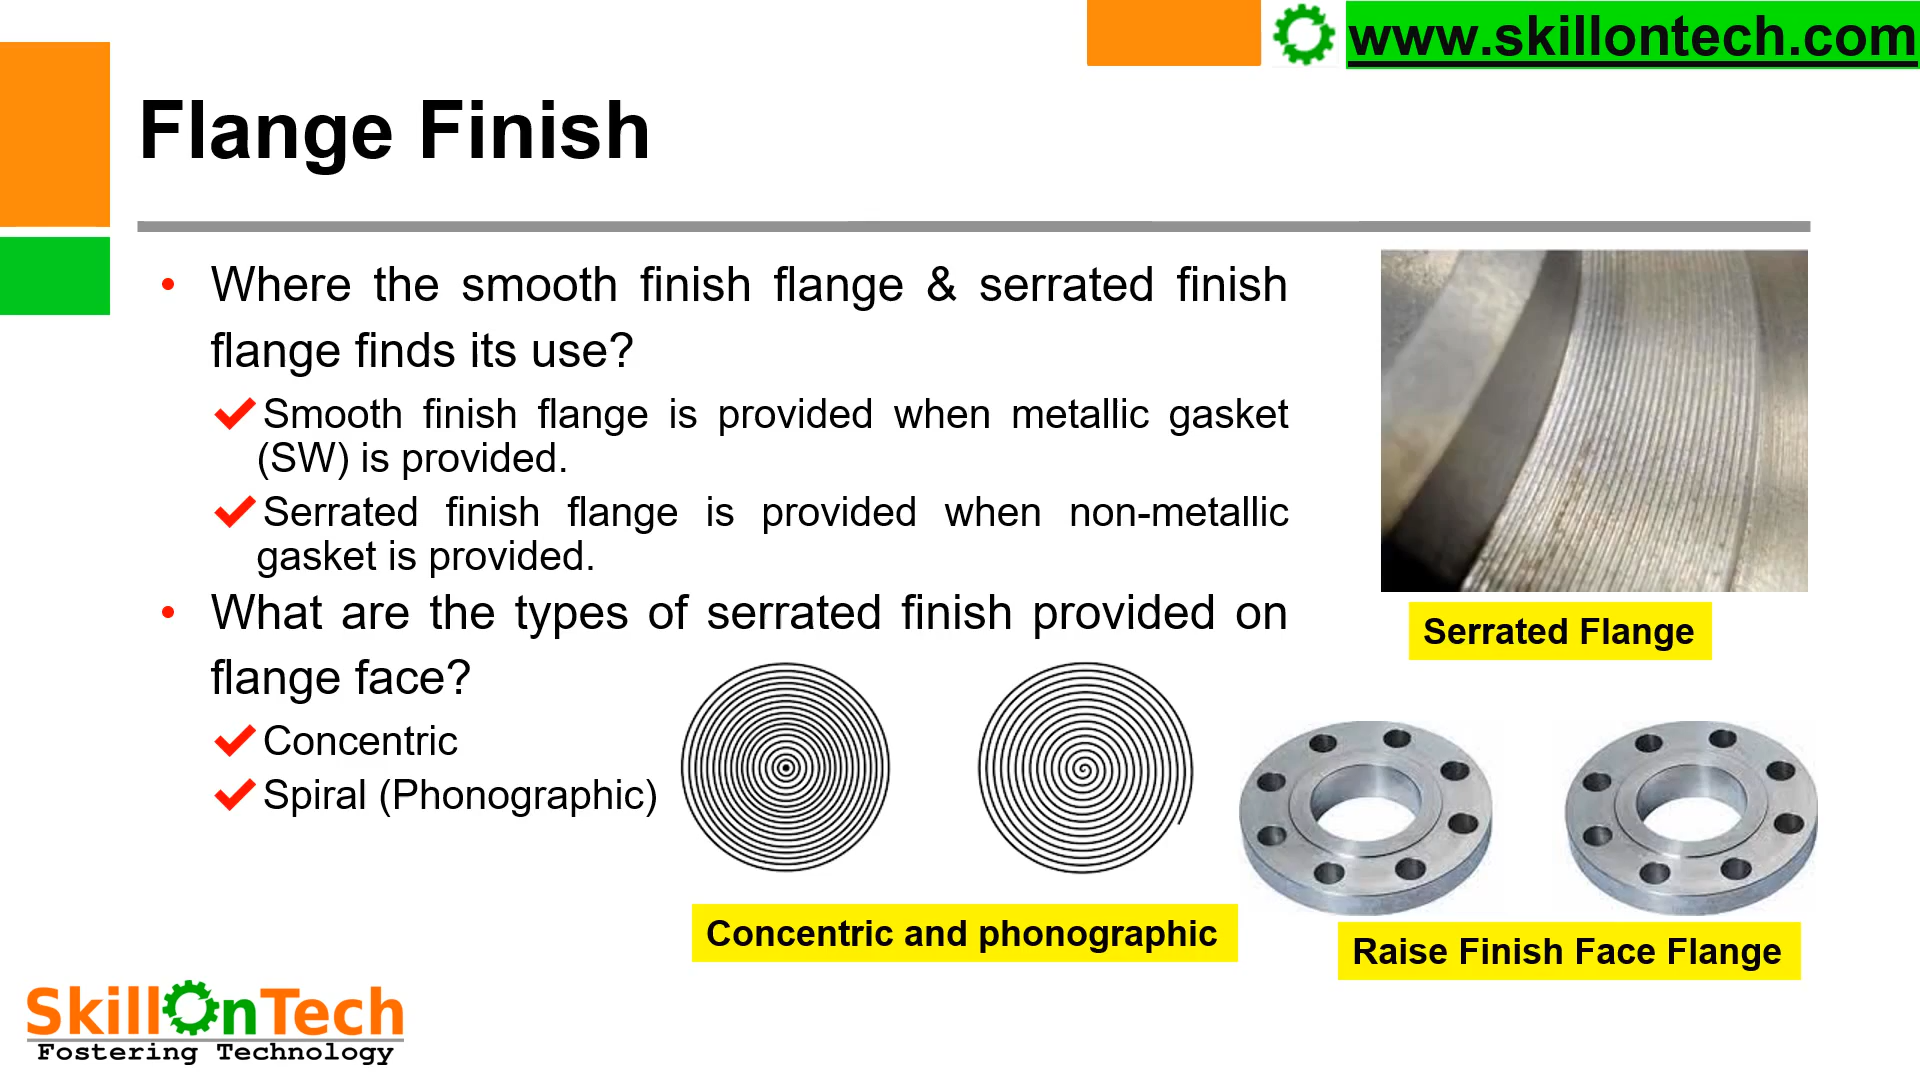 www.skillontech.com
Flange Finish
• Where the smooth finish flange & serrated finish
flange finds its use?
✔Smooth finish flange is provided when metallic gasket
(SW) is provided.
✔Serrated finish flange is provided when non-metallic
gasket is provided.
• What are the types of serrated finish provided on
flange face?
✔Concentric
✔Spiral (Phonographic)
Serrated Flange
Concentric and phonographic
Raise Finish Face Flange
SkillOnTech
Fostering Technology